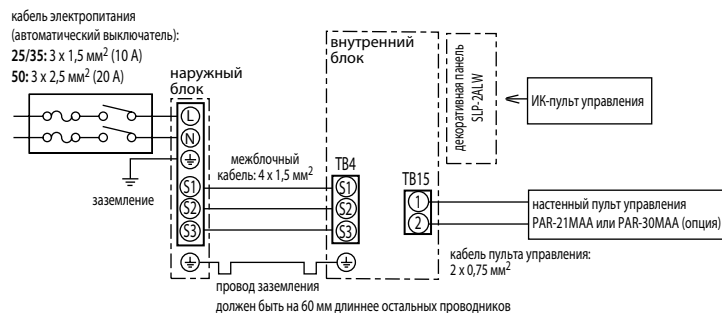 кабель электропитания
(автоматический выключатель):
25/35: 3 x 1,5 мм² (10 А)
50: 3 x 2,5 мм² (20 А)
наружный
блок
внутренний
блок
декоративная панель
SLP-2ALW
ИК-пульт управления
L
N
заземление
межблочный
кабель: 4 x 1,5 мм²
TB4
TB15
S1
S2
S3
S1
S2
S3
1
2
настенный пульт управления
PAR-21MAA или PAR-30MAA (опция)
кабель пульта управления:
2 x 0,75 мм²
провод заземления
должен быть на 60 мм длиннее остальных проводников